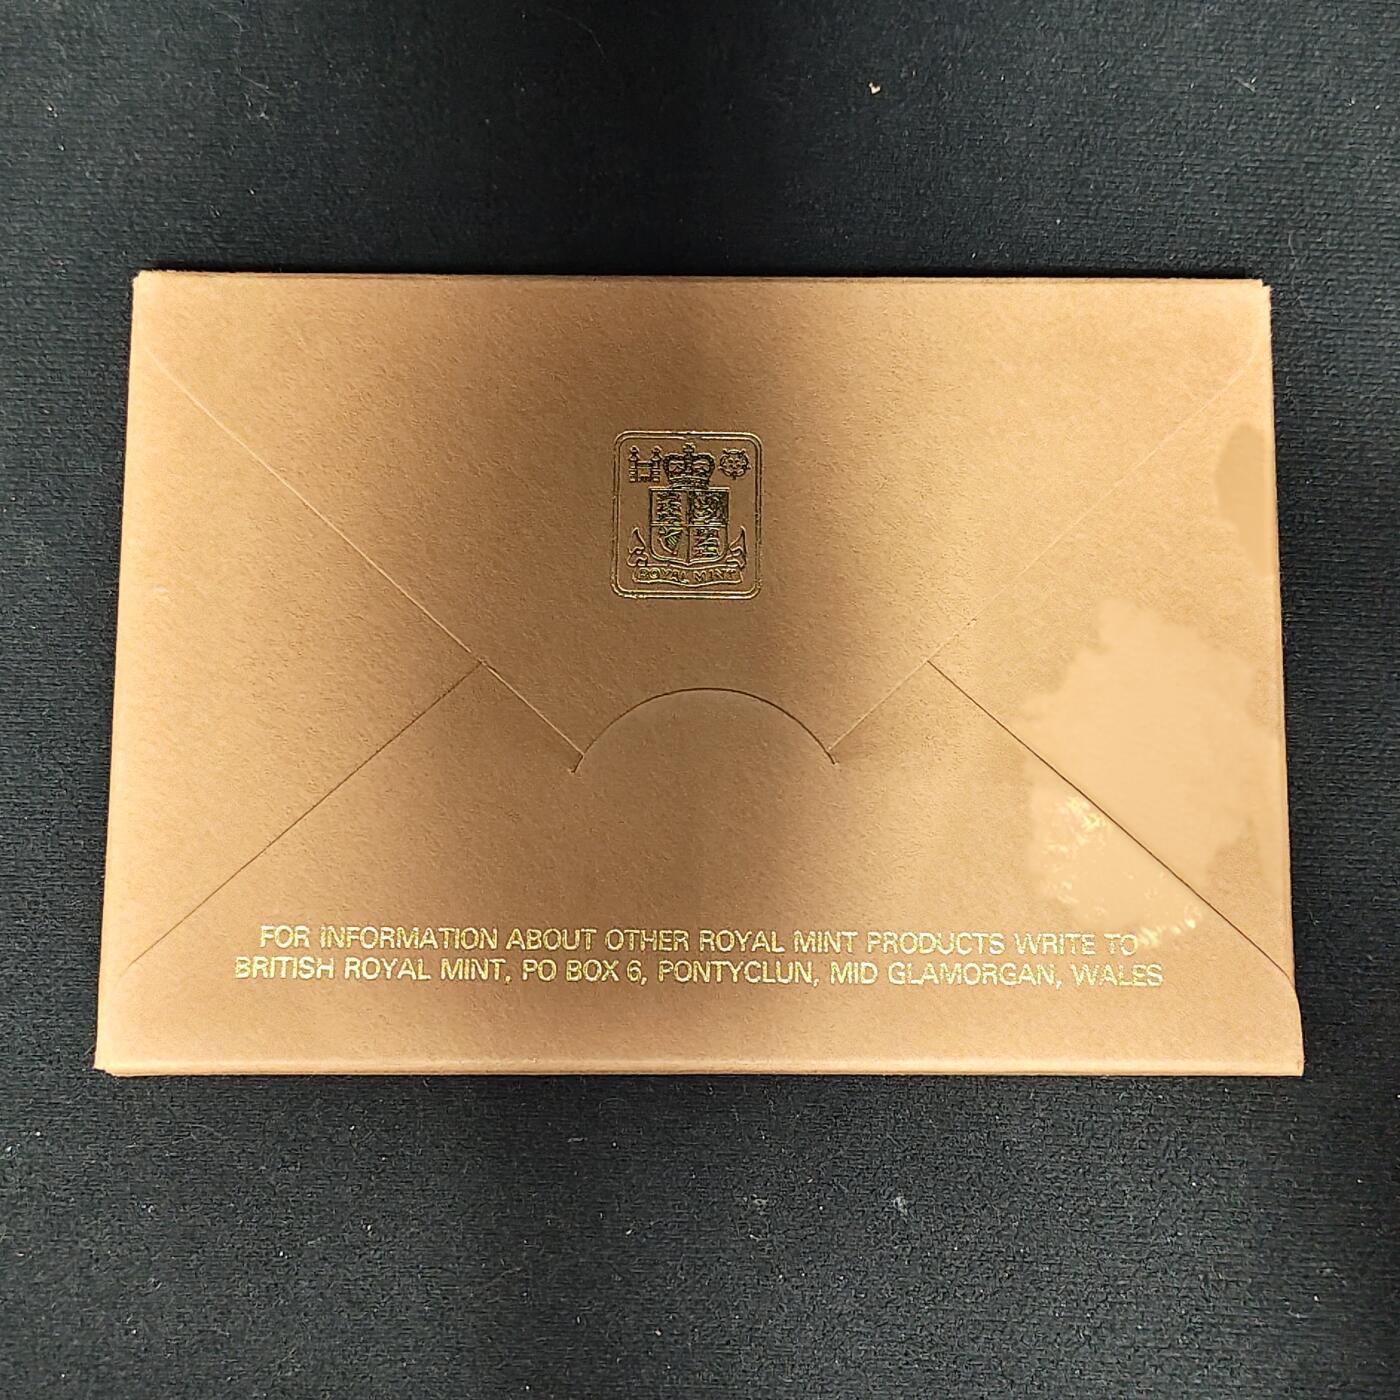 ROYAL MINT
FOR INFORMATION ABOUT OTHER ROYAL MINT PRODUCTS WRITE TO
BRITISH ROYAL MINT, PO BOX 6, PONTYCLUN, MID GLAMORGAN, WALES